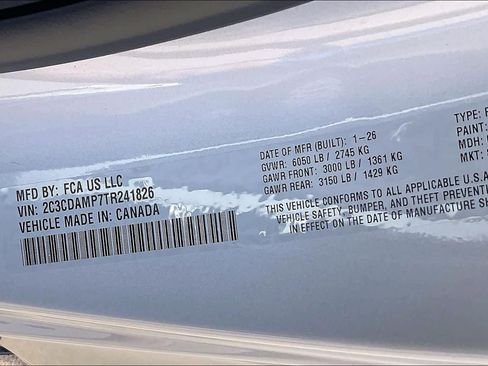 MFD BY: FCA US LLC
VIN: 2C3CDAMP7TR241826
VEHICLE MADE IN: CANADA
DATE OF MFR (BUILT): 1-26
GVWR: 6050 LB / 2745 KG
GAWR FRONT: 3000 LB / 1361 KG
GAWR REAR: 3150 LB / 1429 KG
THIS VEHICLE CONFORMS TO ALL APPLICABLE U.S.A
VEHICLE SAFETY, BUMPER, AND THEFT PREVENT
IN EFFECT ON THE DATE OF MANUFACTURE SH
TYPE: P
PAINT:
MDH:
MKT: